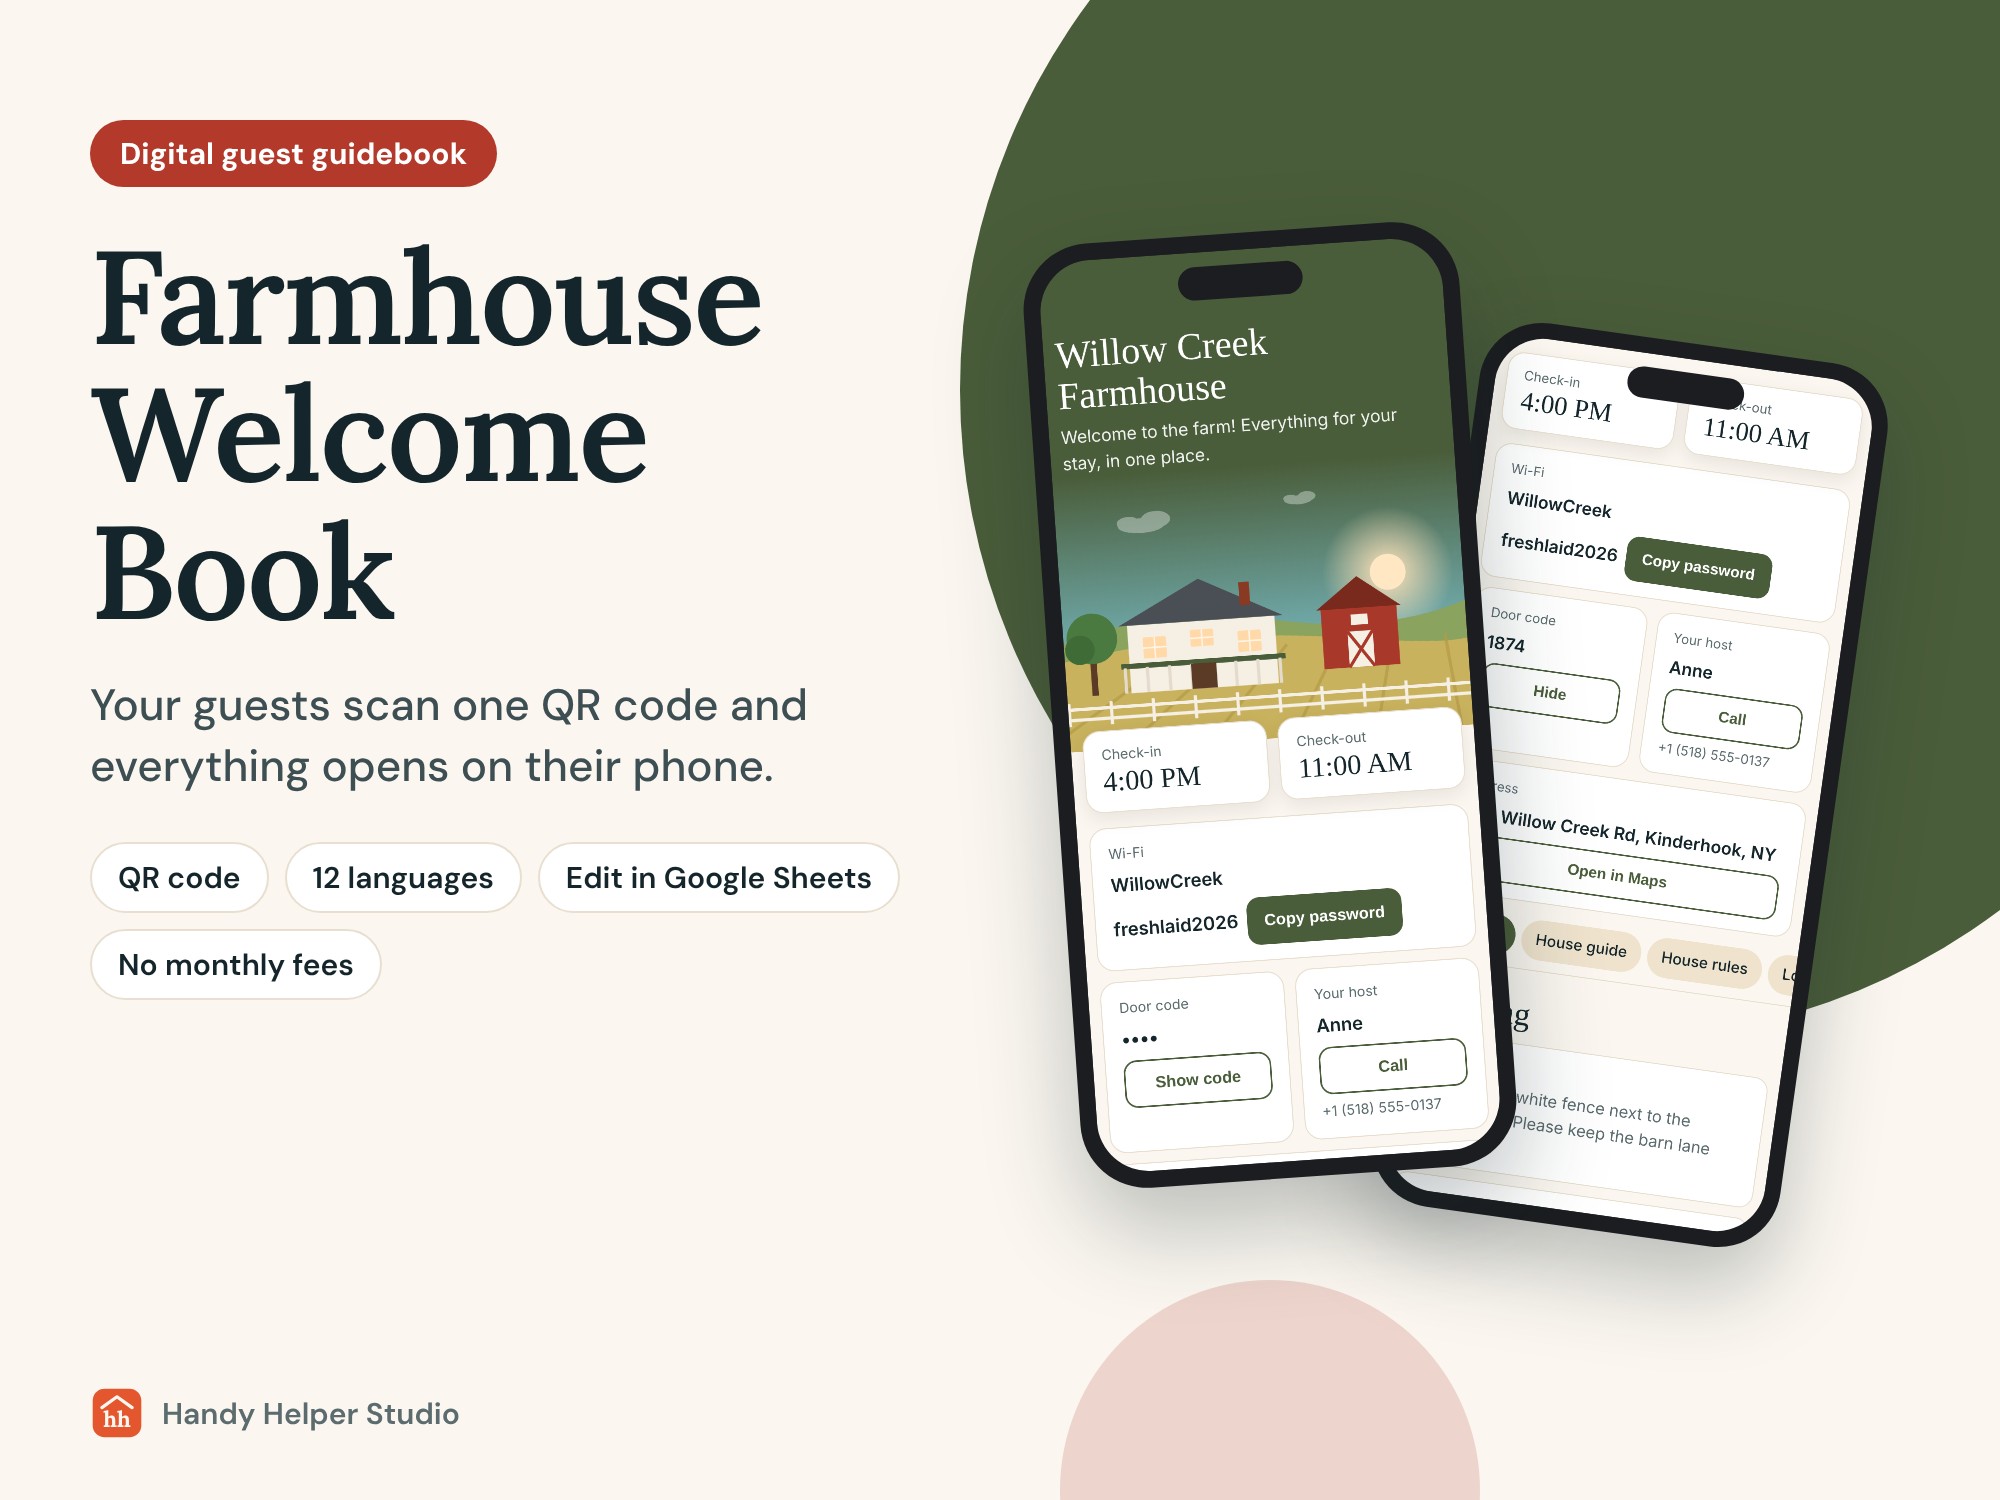 Digital guest guidebook
Farmhouse
Welcome
Book
Your guests scan one QR code and
everything opens on their phone.
QR code
12 languages
Edit in Google Sheets
No monthly fees
hh
Handy Helper Studio
Willow Creek
Farmhouse
Welcome to the farm! Everything for your
stay, in one place.
Check-in
4:00 PM
Check-out
11:00 AM
Wi-Fi
WillowCreek
freshlaid2026
Copy password
Door code
••••
Show code
Your host
Anne
Call
+1 (518) 555-0137
Check-in
4:00 PM
k-out
11:00 AM
Wi-Fi
WillowCreek
freshlaid2026
Copy password
Door code
1874
Hide
Your host
Anne
Call
+1 (518) 555-0137
ress
Willow Creek Rd, Kinderhook, NY
Open in Maps
House guide
House rules
Lo
g
white fence next to the
Please keep the barn lane